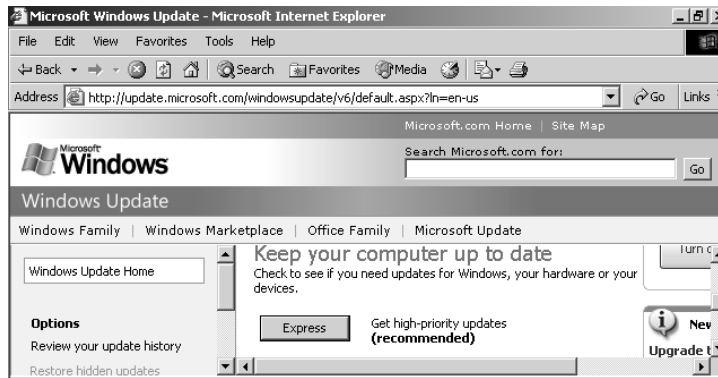 Microsoft Windows Update - Microsoft Internet Explorer
File Edit View Favorites Tools Help
Back Search Favorites Media
Address http://update.microsoft.com/windowsupdate/v6/default.aspx?ln=en-us Go Links
Microsoft.com Home | Site Map
Microsoft Windows
Search Microsoft.com for:
Go
Windows Update
Windows Family | Windows Marketplace | Office Family | Microsoft Update
Windows Update Home
Options
Review your update history
Restore hidden updates
Keep your computer up to date
Check to see if you need updates for Windows, your hardware or your
devices.
Express
Get high-priority updates
(recommended)
Turn
New
Upgrade t